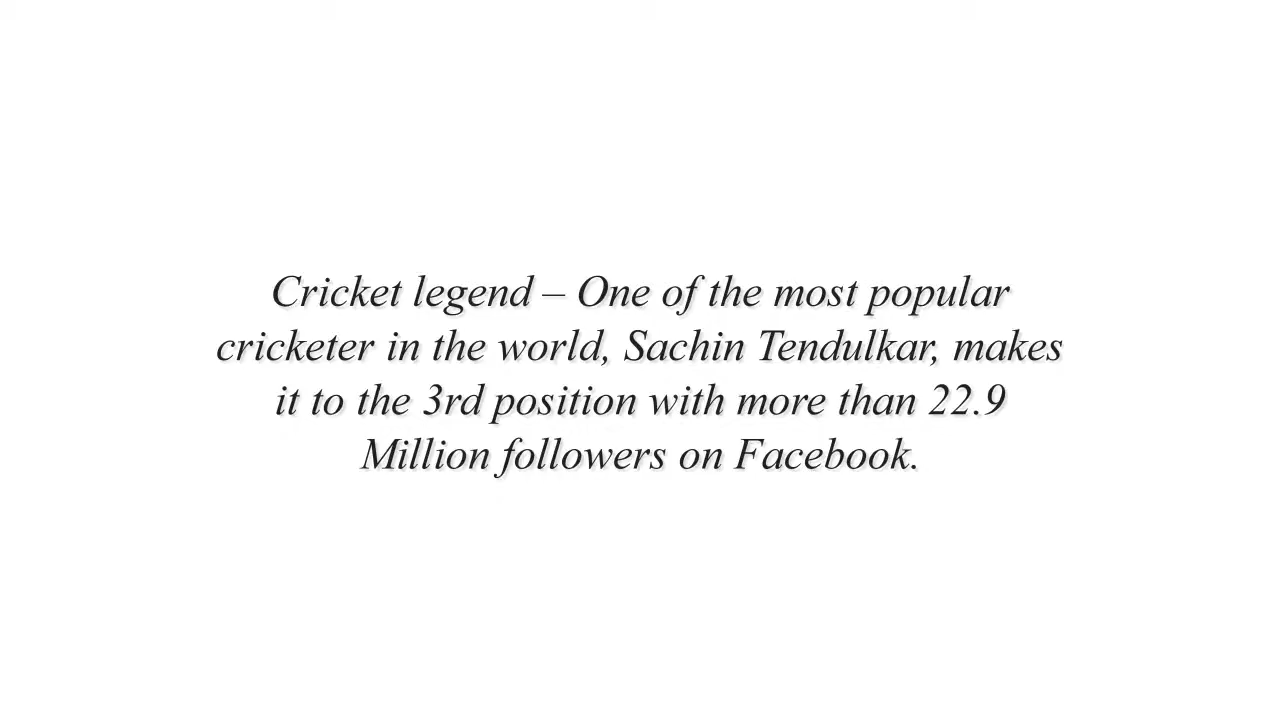 Cricket legend – One of the most popular
cricketer in the world, Sachin Tendulkar, makes
it to the 3rd position with more than 22.9
Million followers on Facebook.